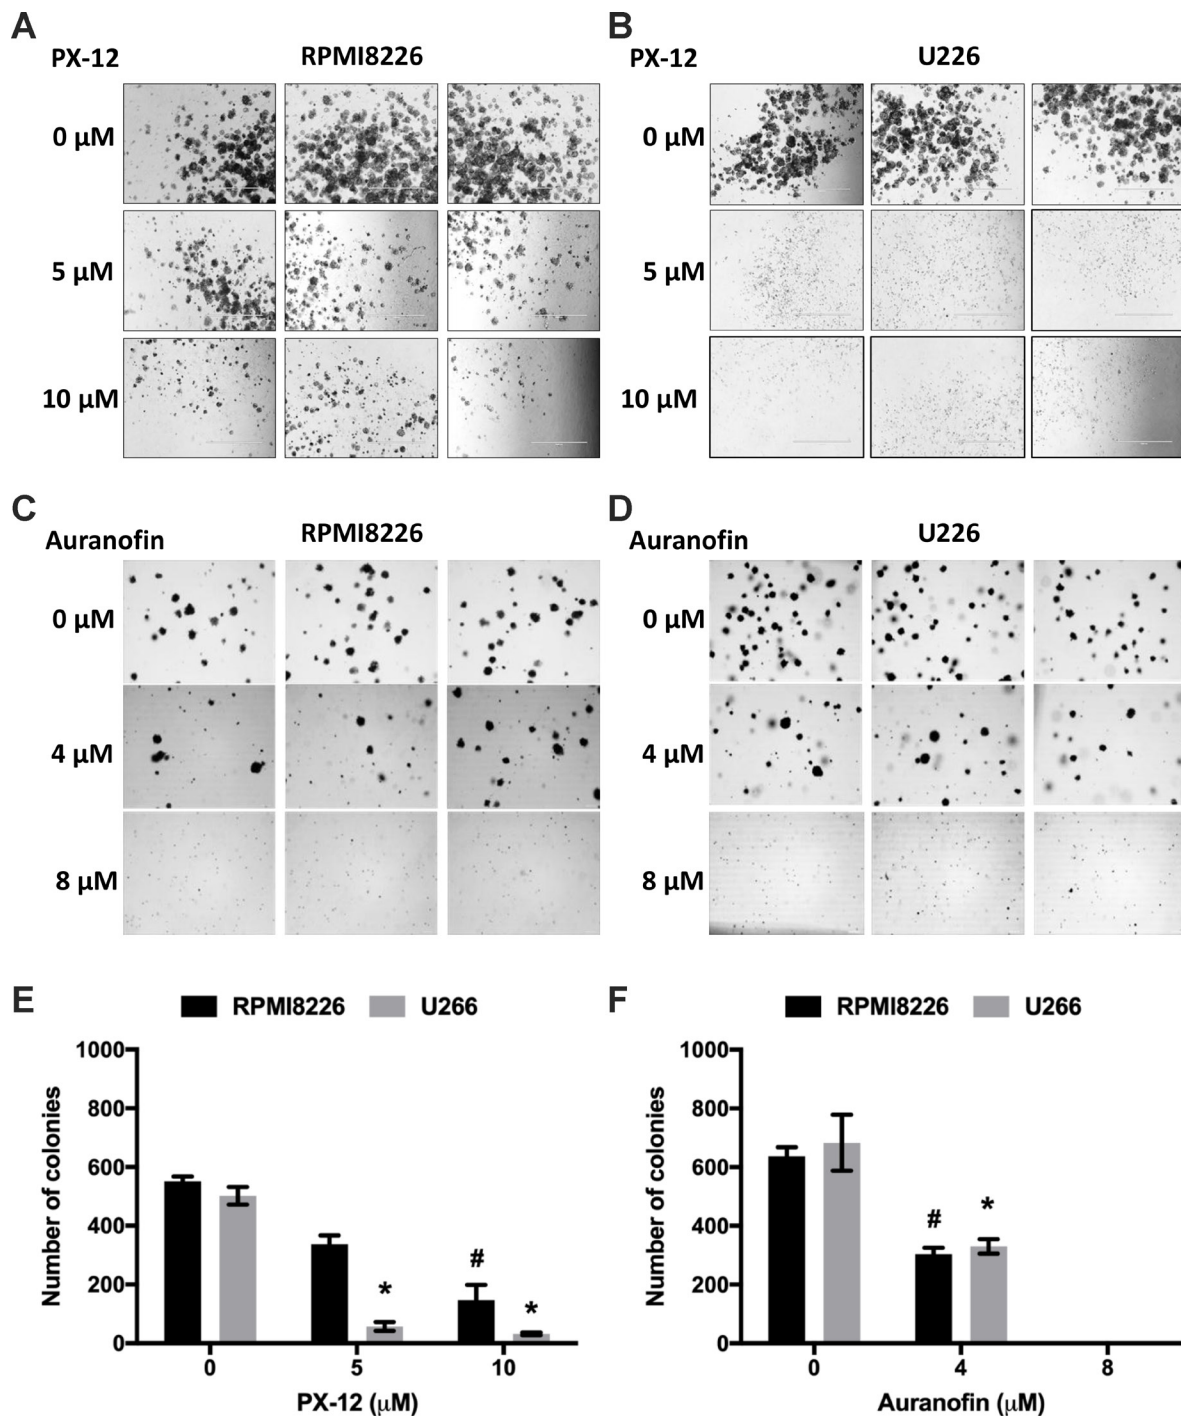 A
PX-12
RPMI8226
0 µM
5 µM
10 µM
B
PX-12
U226
0 µM
5 µM
10 µM
C
Auranofin
RPMI8226
0 µM
4 µM
8 µM
D
Auranofin
U226
0 µM
4 µM
8 µM
E
RPMI8226
U266
1000
800
600
400
200
0
Number of colonies
*
#
*
0
5
10
PX-12 (µM)
F
RPMI8226
U266
1000
800
600
400
200
0
Number of colonies
#
*
0
4
8
Auranofin (µM)